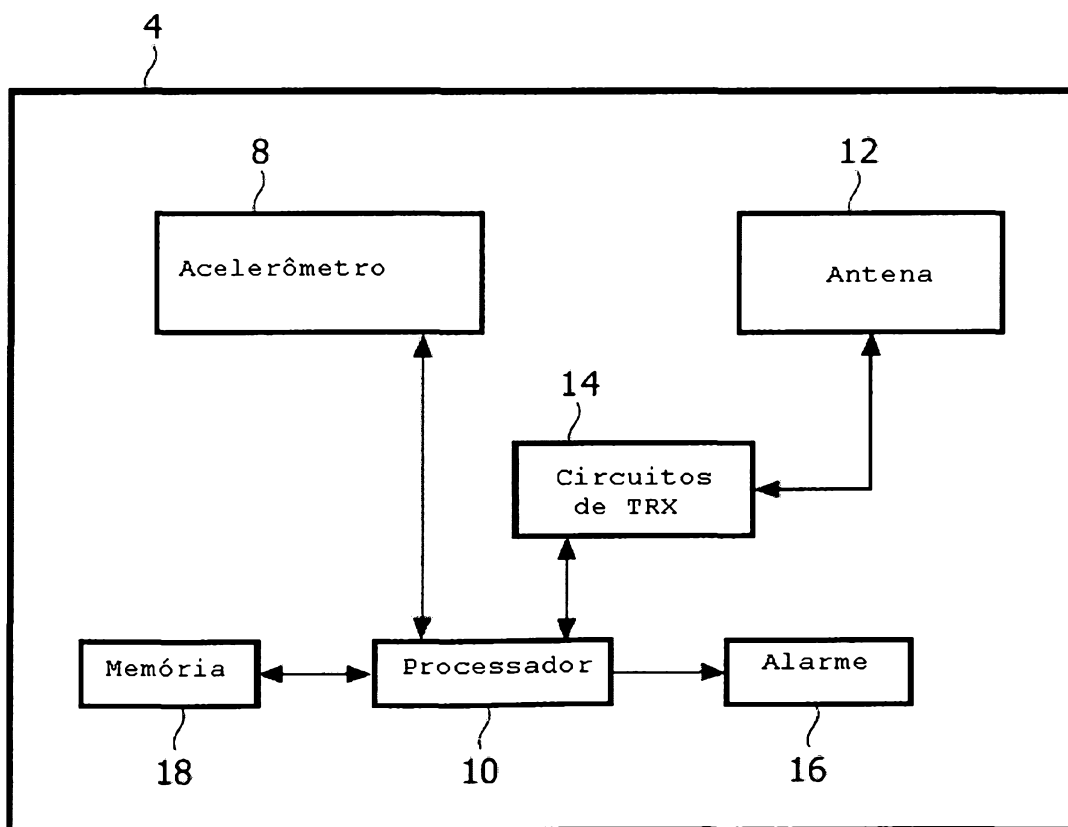 4
8
12
Acelerômetro
Antena
14
Circuitos
de TRX
Memória
Processador
Alarme
18
10
16